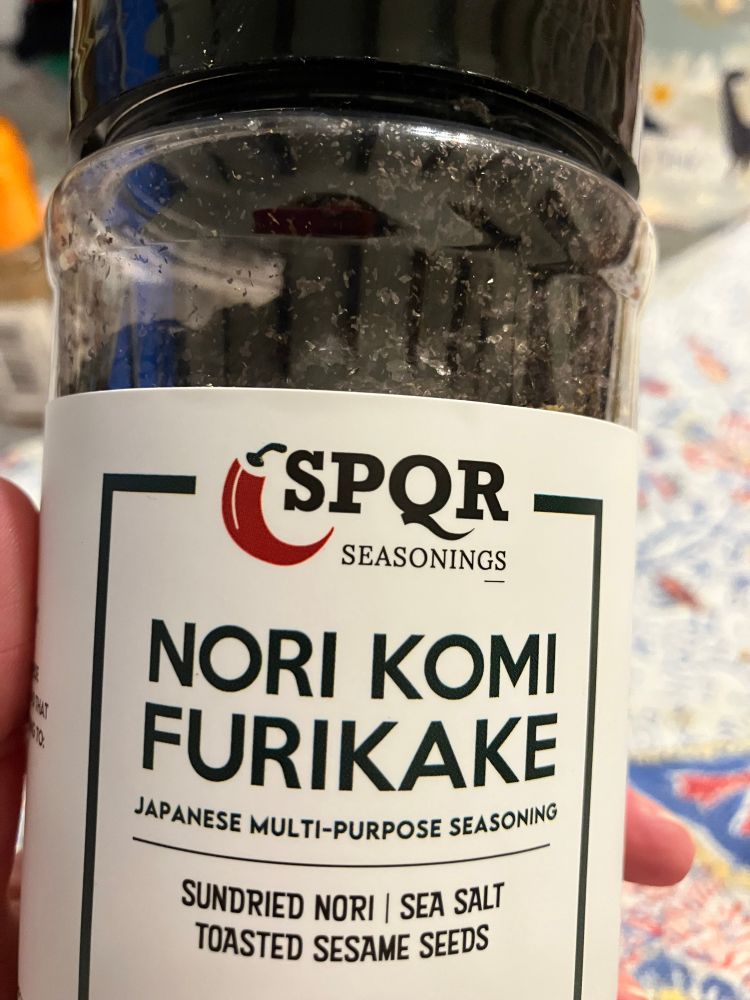 SPQR
SEASONINGS
NORI KOMI
FURIKAKE
JAPANESE MULTI-PURPOSE SEASONING
SUNDRIED NORI | SEA SALT
TOASTED SESAME SEEDS